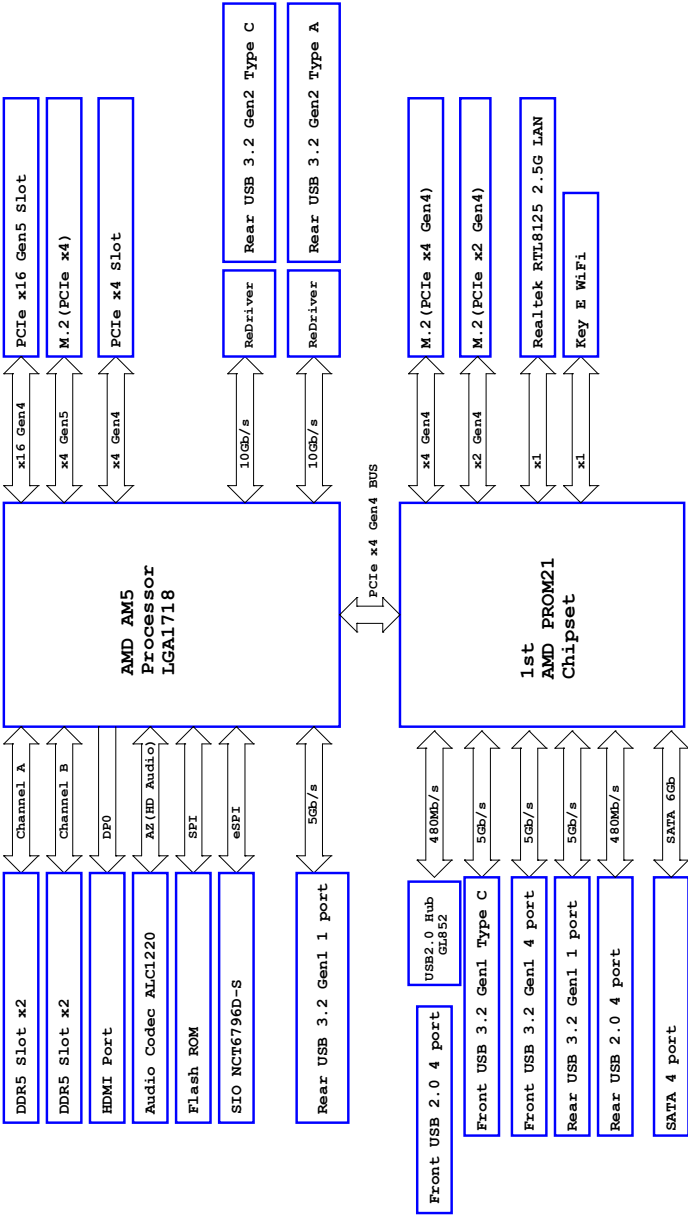 DDR5 Slot x2
Channel A
DDR5 Slot x2
Channel B
HDMI Port
DP0
Audio Codec ALC1220
AZ(HD Audio)
Flash ROM
SPI
SIO NCT6796D-S
eSPI
Rear USB 3.2 Gen1 1 port
5Gb/s
AMD AM5
Processor
LGA1718
x16 Gen4
PCIe x16 Gen5 Slot
x4 Gen5
M.2(PCIe x4)
x4 Gen4
PCIe x4 Slot
10Gb/s
ReDriver
Rear USB 3.2 Gen2 Type C
10Gb/s
ReDriver
Rear USB 3.2 Gen2 Type A
PCIe x4 Gen4 BUS
Front USB 2.0 4 port
USB2.0 Hub
GL852
480Mb/s
Front USB 3.2 Gen1 Type C
5Gb/s
Front USB 3.2 Gen1 4 port
5Gb/s
Rear USB 3.2 Gen1 1 port
5Gb/s
Rear USB 2.0 4 port
480Mb/s
SATA 4 port
SATA 6Gb
1st
AMD PROM21
Chipset
x4 Gen4
M.2(PCIe x4 Gen4)
x2 Gen4
M.2(PCIe x2 Gen4)
x1
Realtek RTL8125 2.5G LAN
x1
Key E WiFi